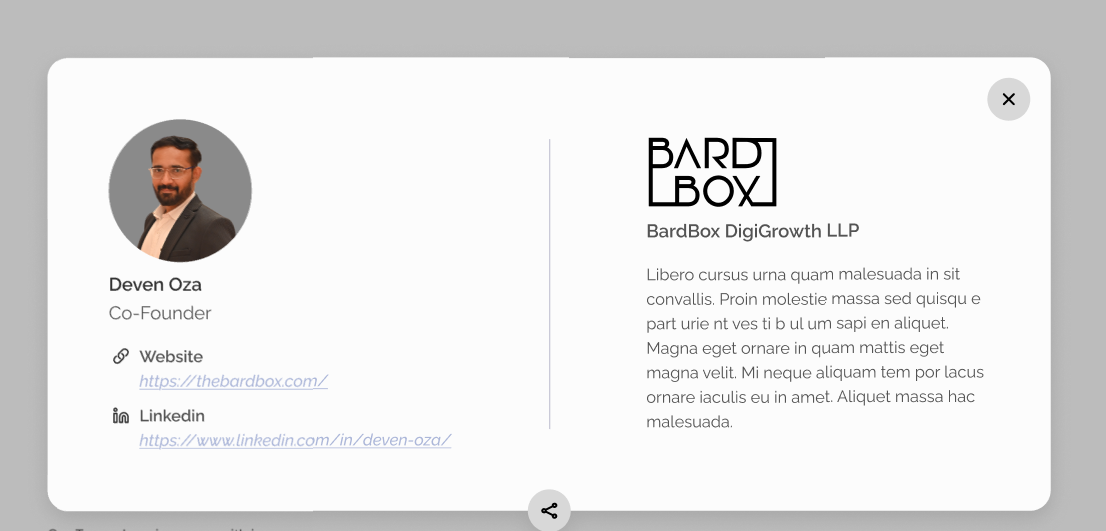 Deven Oza
Co-Founder
Website
https://thebardbox.com/
Linkedin
https://www.linkedin.com/in/deven-oza/
BARD
BOX
BardBox DigiGrowth LLP
Libero cursus urna quam malesuada in sit
convallis. Proin molestie massa sed quisqu e
part urie nt ves ti b ul um sapi en aliquet.
Magna eget ornare in quam mattis eget
magna velit. Mi neque aliquam tem por lacus
ornare iaculis eu in amet. Aliquet massa hac
malesuada.